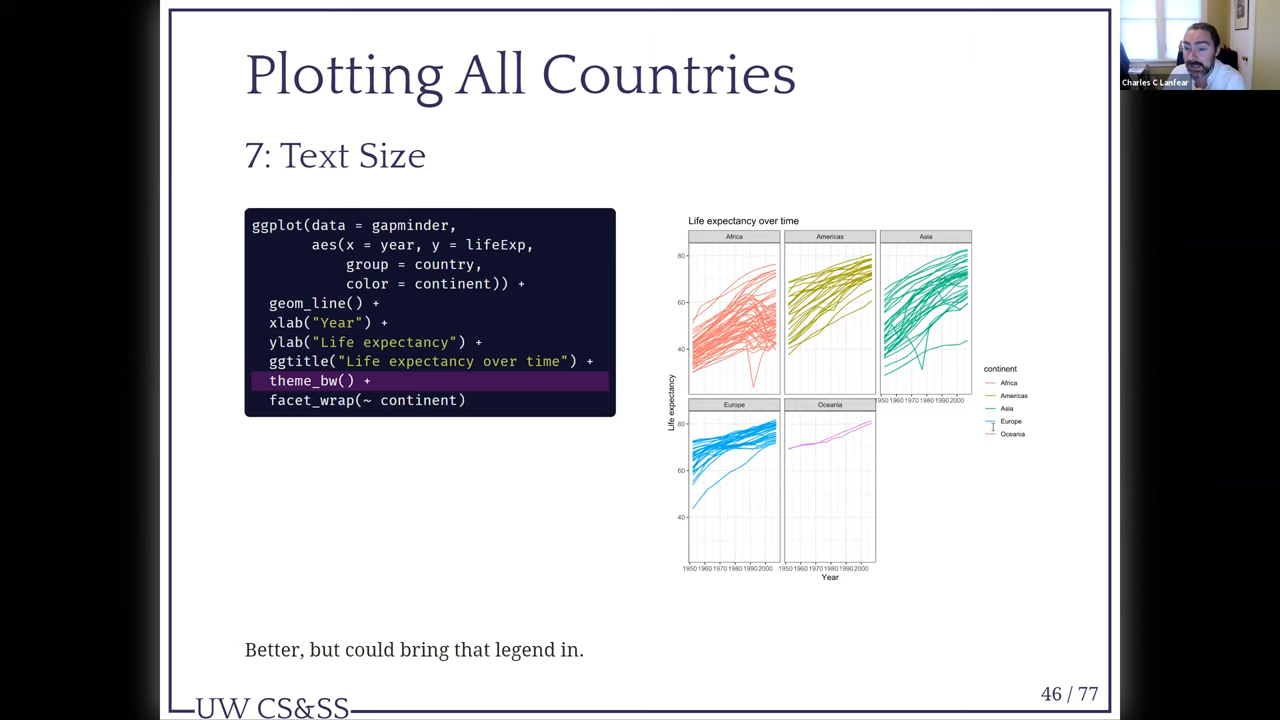 Plotting All Countries
7: Text Size
ggplot(data = gapminder,
aes(x = year, y = lifeExp,
group = country,
color = continent)) +
geom_line() +
xlab("Year") +
ylab("Life expectancy") +
ggtitle("Life expectancy over time") +
theme_bw() +
facet_wrap(~ continent)
Life expectancy over time
Africa Americas Asia
80
60
40
1950 1960 1970 1980 1990 2000
Life expectancy
Europe Oceania
80
60
40
1950 1960 1970 1980 1990 2000 1950 1960 1970 1980 1990 2000
Year
continent
Africa
Americas
Asia
Europe
Oceania
Better, but could bring that legend in.
UW CS&SS
46 / 77
Charles C Lanfear